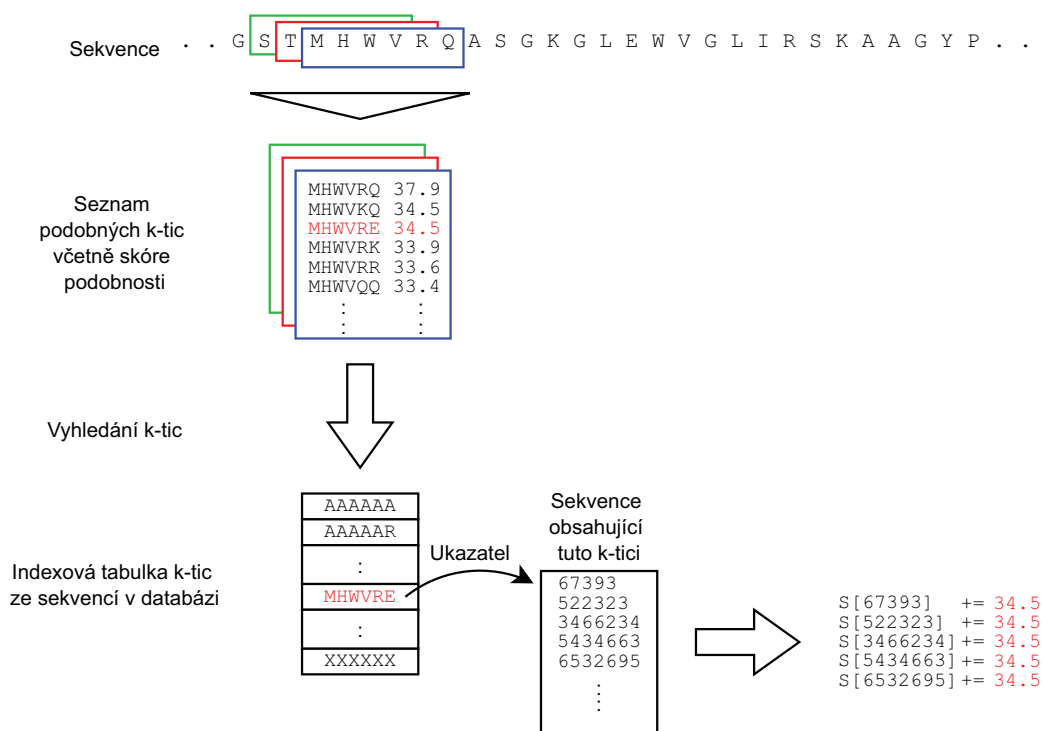 Sekvence . . G S T M H W V R Q A S G K G L E W V G L I R S K A A G Y P . .
Seznam
podobných k-tic
včetně skóre
podobnosti
MHWVRQ 37.9
MHWVKQ 34.5
MHWVRE 34.5
MHWVRK 33.9
MHWVRR 33.6
MHWVQQ 33.4
: :
: :
Vyhledání k-tic
Indexová tabulka k-tic
ze sekvencí v databázi
AAAAAA
AAAAAR
:
MHWVRE
:
XXXXXX
Ukazatel
Sekvence
obsahující
tuto k-tici
67393
522323
3466234
5434663
6532695
:
:
S[67393] += 34.5
S[522323] += 34.5
S[3466234] += 34.5
S[5434663] += 34.5
S[6532695] += 34.5